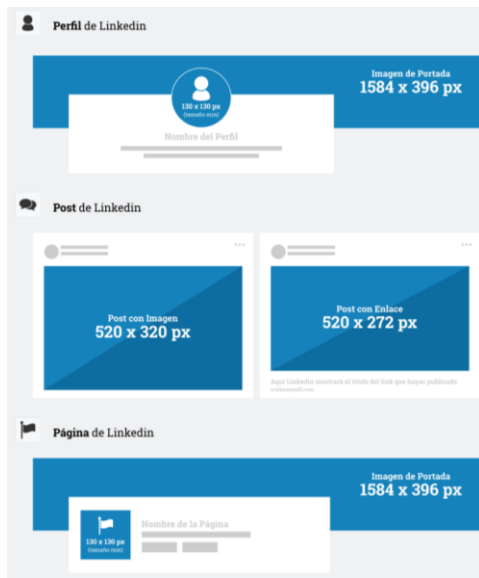 Perfil de Linkedin
Imagen de Portada
1584 x 396 px
130 x 130 px
(tamaño min)
Nombre del Perfil
Post de Linkedin
Post con Imagen
520 x 320 px
Post con Enlace
520 x 272 px
Aquí Linkedin mostrará el título del link que hayas publicado
Página de Linkedin
Imagen de Portada
1584 x 396 px
130 x 130 px
(tamaño min)
Nombre de la Página